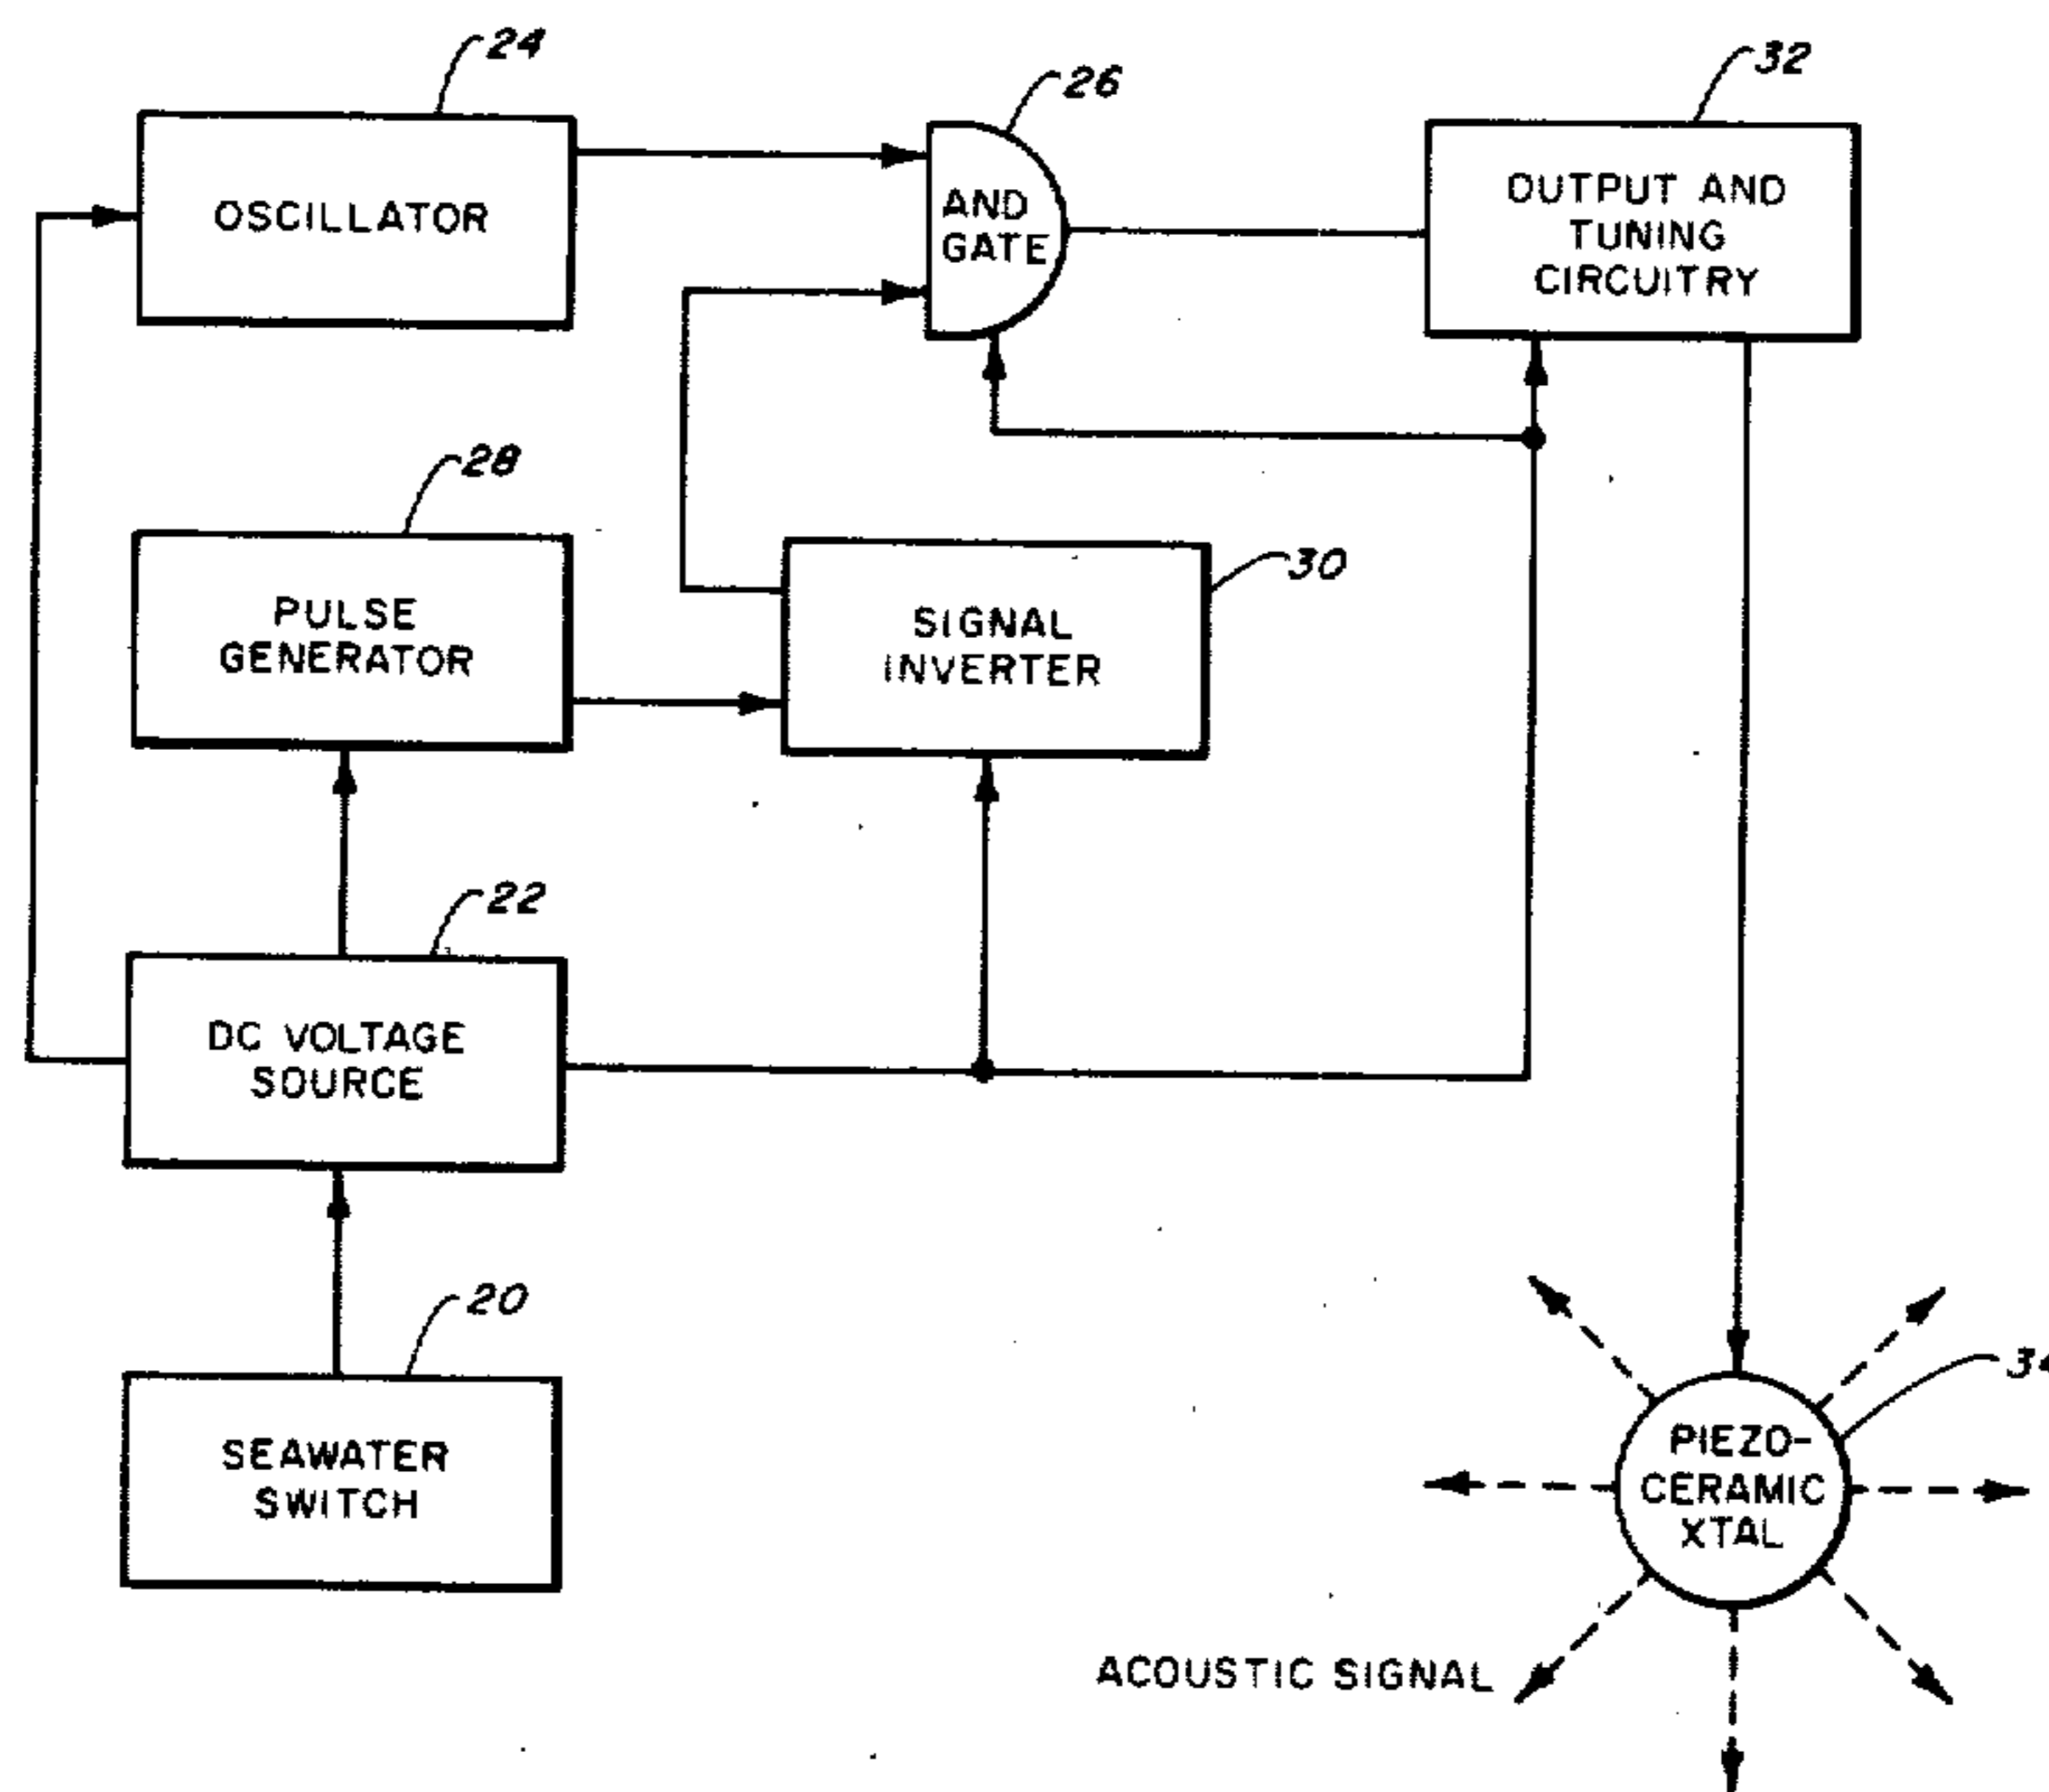 24
26
32
OSCILLATOR
AND
GATE
OUTPUT AND
TUNING
CIRCUITRY
28
30
PULSE
GENERATOR
SIGNAL
INVERTER
22
DC VOLTAGE
SOURCE
20
34
SEAWATER
SWITCH
PIEZO-
CERAMIC
XTAL
ACOUSTIC SIGNAL